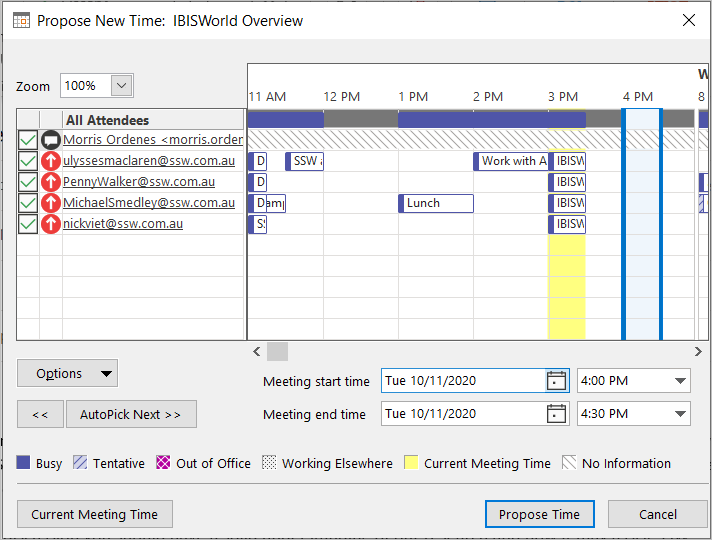 Propose New Time: IBISWorld Overview
Zoom 100%
W
11 AM 12 PM 1 PM 2 PM 3 PM 4 PM 8
All Attendees
Morris Ordenes <morris.order
ulyssesmaclaren@ssw.com.au D SSW Work with A IBISW
PennyWalker@ssw.com.au D IBISW
MichaelSmedley@ssw.com.au Lunch IBISW
nickviet@ssw.com.au IBISW
Options
Meeting start time Tue 10/11/2020 4:00 PM
<< AutoPick Next >> Meeting end time Tue 10/11/2020 4:30 PM
Busy Tentative Out of Office Working Elsewhere Current Meeting Time No Information
Current Meeting Time Propose Time Cancel